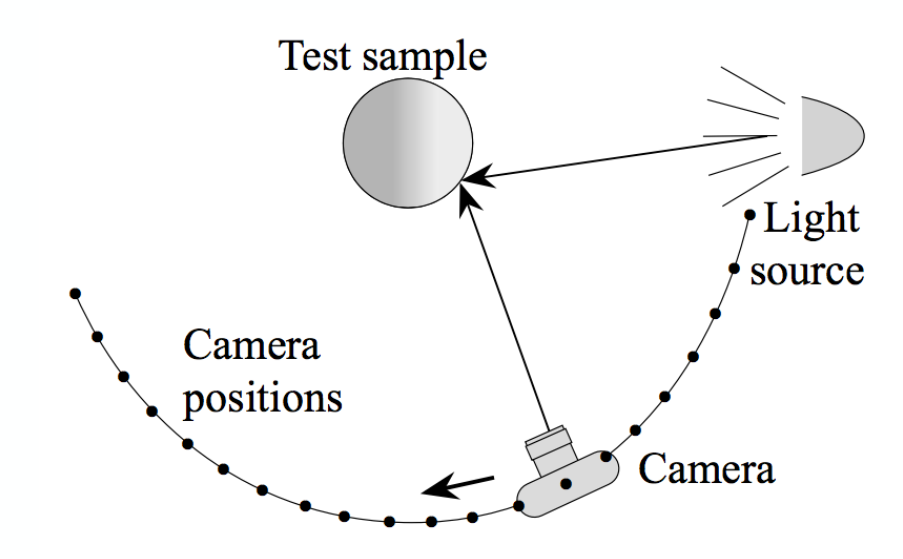 Test sample
Light
source
Camera
positions
Camera